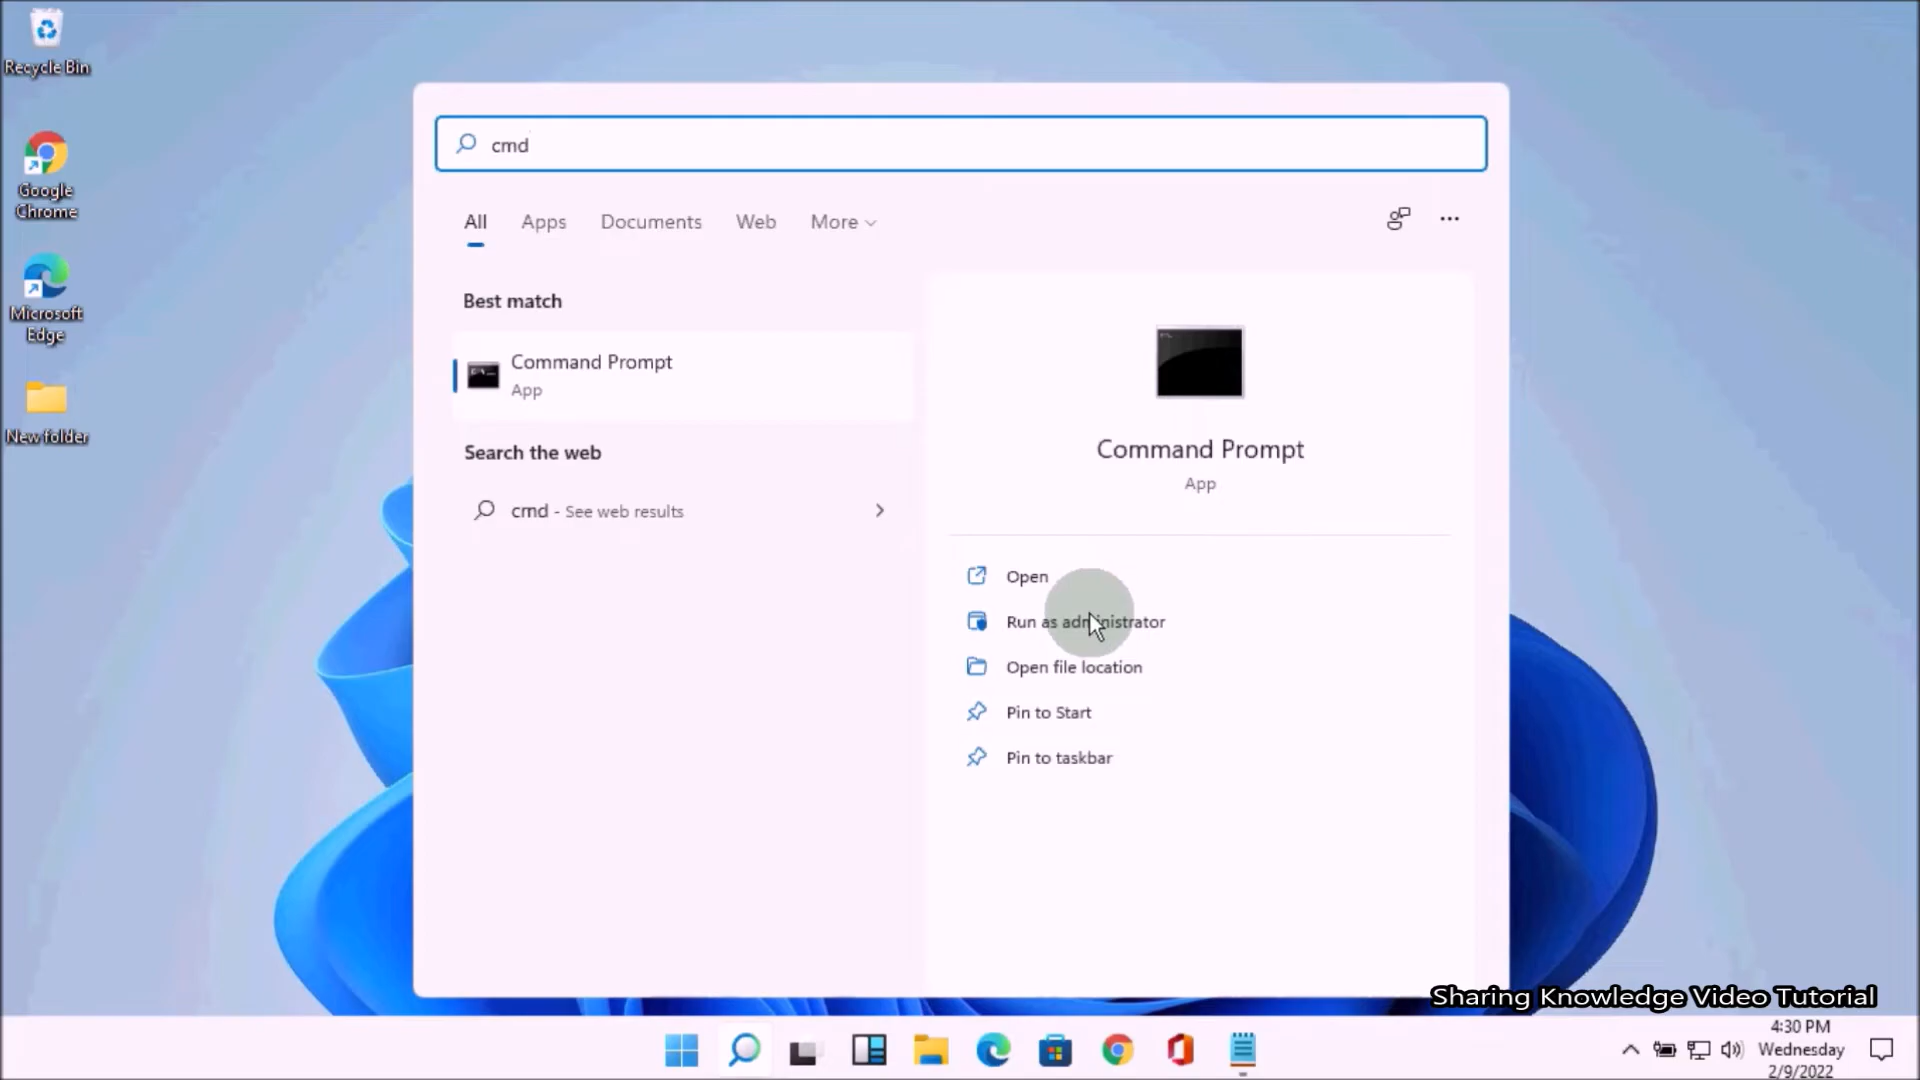 Recycle Bin
Google
Chrome
Microsoft
Edge
New folder
cmd
All
Apps
Documents
Web
More
Best match
Command Prompt
App
Search the web
cmd - See web results
Command Prompt
App
Open
Run as administrator
Open file location
Pin to Start
Pin to taskbar
Sharing Knowledge Video Tutorial
4:30 PM
Wednesday
2/9/2022